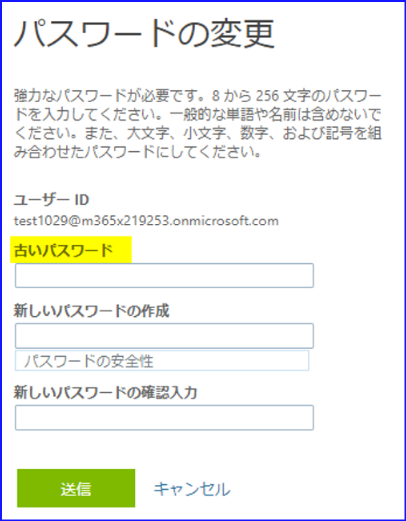 パスワードの変更
強力なパスワードが必要です。8 から 256 文字のパスワー
ドを入力してください。一般的な単語や名前は含めないで
ください。また、大文字、小文字、数字、および記号を組
み合わせたパスワードにしてください。
ユーザー ID
test1029@m365x219253.onmicrosoft.com
古いパスワード
新しいパスワードの作成
パスワードの安全性
新しいパスワードの確認入力
送信 キャンセル